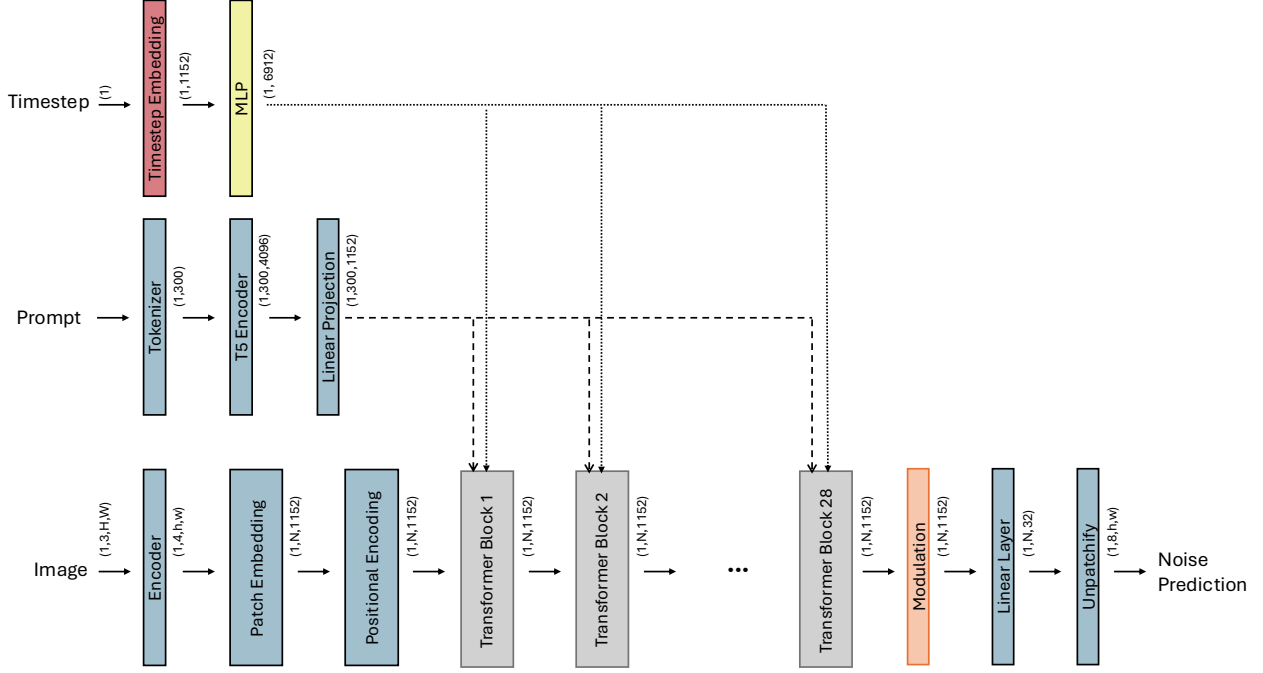 Timestep
(1)
Timestep Embedding
(1,1152)
MLP
(1, 6912)
Prompt
Tokenizer
(1,300)
T5 Encoder
(1,300,4096)
Linear Projection
(1,300,1152)
Image
(1,3,H,W)
Encoder
(1,4,h,w)
Patch Embedding
(1,N,1152)
Positional Encoding
(1,N,1152)
Transformer Block 1
(1,N,1152)
Transformer Block 2
(1,N,1152)
...
Transformer Block 28
(1,N,1152)
Modulation
(1,N,1152)
Linear Layer
(1,N,32)
Unpatchify
(1,8,h,w)
Noise
Prediction